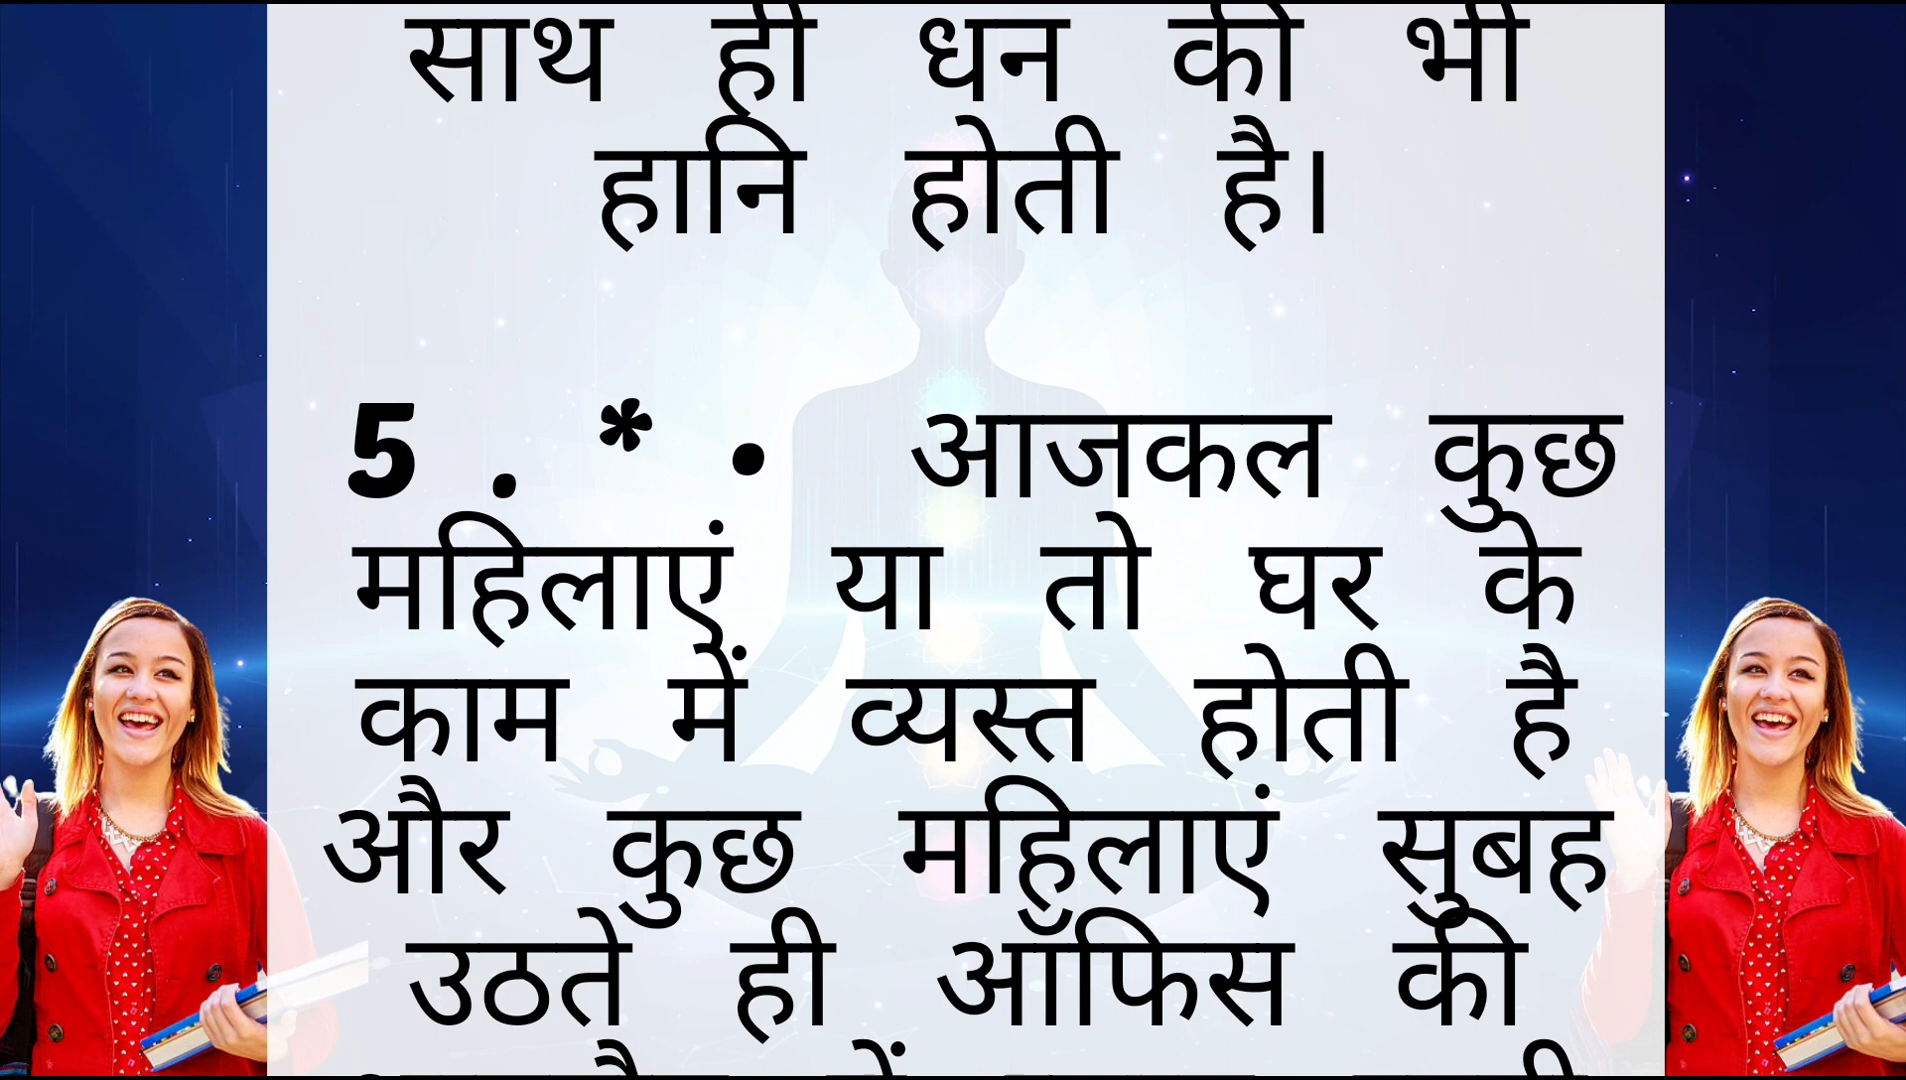 साथ ही धन की भी
हानि होती है।
5 . * • आजकल कुछ
महिलाएं या तो घर के
काम में व्यस्त होती है
और कुछ महिलाएं सुबह
उठते ही ऑफिस की